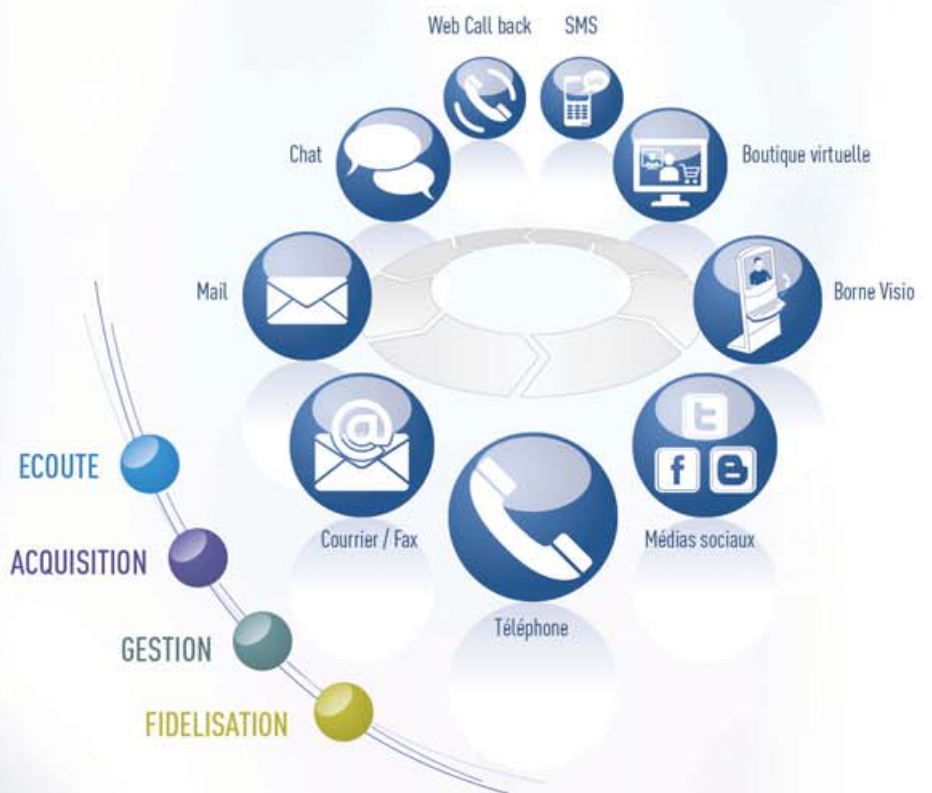 Web Call back
SMS
Chat
Boutique virtuelle
Mail
Borne Visio
@
t
f
ECOUTE
Courrier / Fax
Médias sociaux
ACQUISITION
Téléphone
GESTION
FIDELISATION